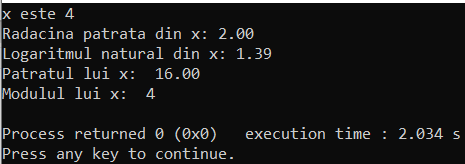 x este 4
Radacina patrata din x: 2.00
Logaritmul natural din x: 1.39
Patratul lui x:  16.00
Modulul lui x:  4

Process returned 0 (0x0)   execution time : 2.034 s
Press any key to continue.